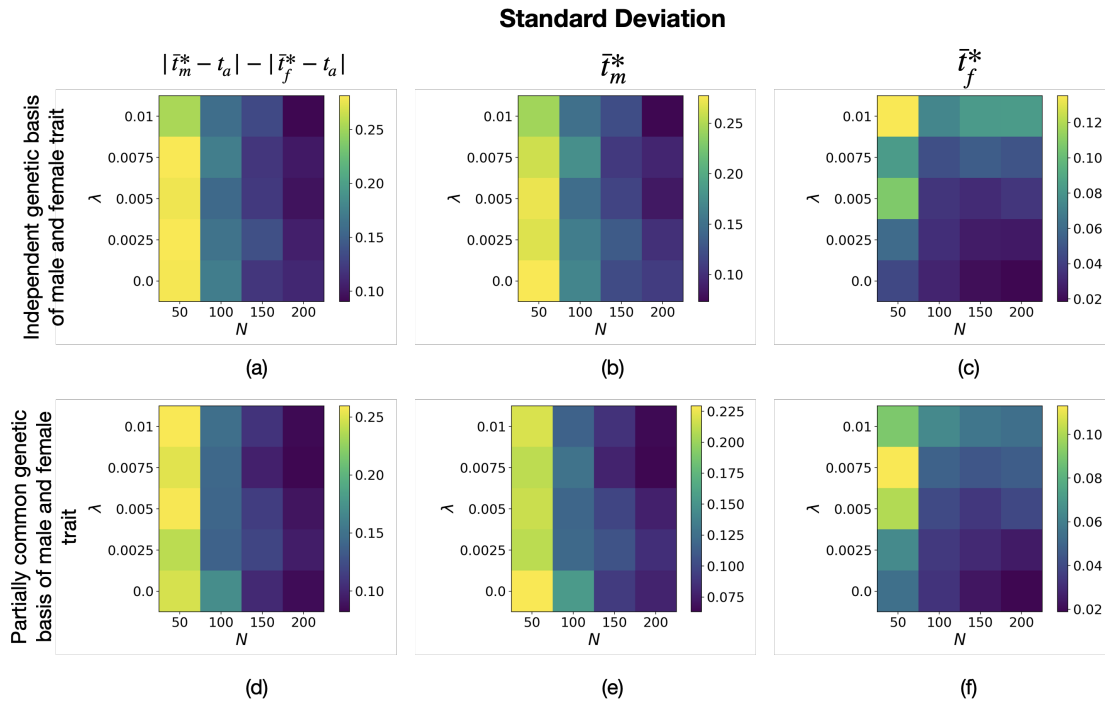 Standard Deviation
| t̄*m − ta | − | t̄*f − ta |
t̄*m
t̄*f
Independent genetic basis
of male and female trait
λ
0.01
0.0075
0.005
0.0025
0.0
50 100 150 200
N
0.25
0.20
0.15
0.10
(a)
λ
0.01
0.0075
0.005
0.0025
0.0
50 100 150 200
N
0.25
0.20
0.15
0.10
(b)
λ
0.01
0.0075
0.005
0.0025
0.0
50 100 150 200
N
0.12
0.10
0.08
0.06
0.04
0.02
(c)
Partially common genetic
basis of male and female
trait
λ
0.01
0.0075
0.005
0.0025
0.0
50 100 150 200
N
0.25
0.20
0.15
0.10
(d)
λ
0.01
0.0075
0.005
0.0025
0.0
50 100 150 200
N
0.225
0.200
0.175
0.150
0.125
0.100
0.075
(e)
λ
0.01
0.0075
0.005
0.0025
0.0
50 100 150 200
N
0.10
0.08
0.06
0.04
0.02
(f)